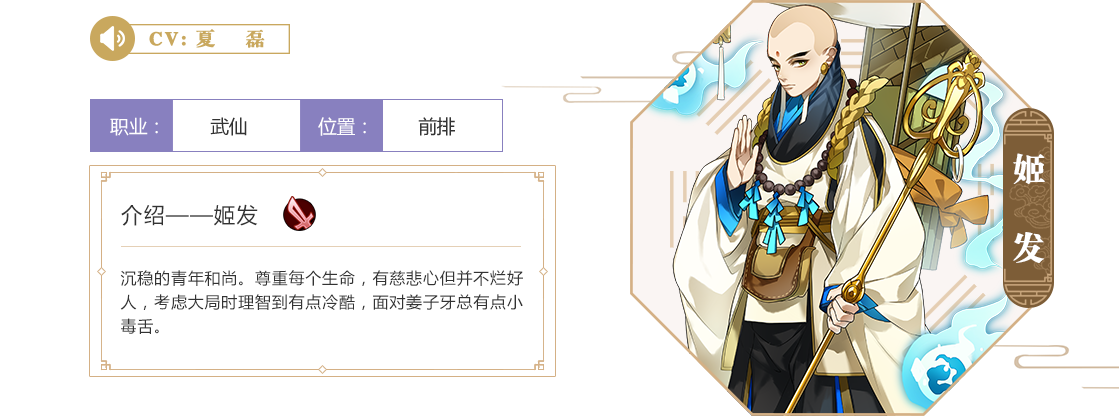 CV: 夏 磊
职业： 武仙 位置： 前排
介绍——姬发
沉稳的青年和尚。尊重每个生命，有慈悲心但并不烂好
人，考虑大局时理智到有点冷酷，面对姜子牙总有点小
毒舌。
姬发